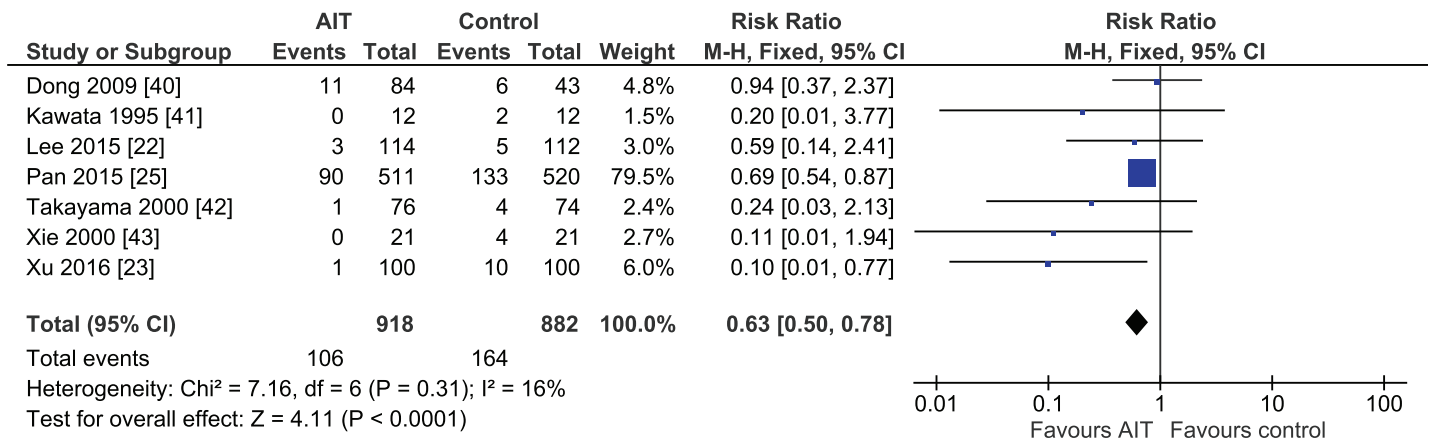 AIT Control Risk Ratio Risk Ratio
Study or Subgroup Events Total Events Total Weight M-H, Fixed, 95% CI M-H, Fixed, 95% CI
Dong 2009 [40] 11 84 6 43 4.8% 0.94 [0.37, 2.37]
Kawata 1995 [41] 0 12 2 12 1.5% 0.20 [0.01, 3.77]
Lee 2015 [22] 3 114 5 112 3.0% 0.59 [0.14, 2.41]
Pan 2015 [25] 90 511 133 520 79.5% 0.69 [0.54, 0.87]
Takayama 2000 [42] 1 76 4 74 2.4% 0.24 [0.03, 2.13]
Xie 2000 [43] 0 21 4 21 2.7% 0.11 [0.01, 1.94]
Xu 2016 [23] 1 100 10 100 6.0% 0.10 [0.01, 0.77]
Total (95% CI) 918 882 100.0% 0.63 [0.50, 0.78]
Total events 106 164
Heterogeneity: Chi² = 7.16, df = 6 (P = 0.31); I² = 16%
Test for overall effect: Z = 4.11 (P < 0.0001)
0.01 0.1 1 10 100
Favours AIT Favours control